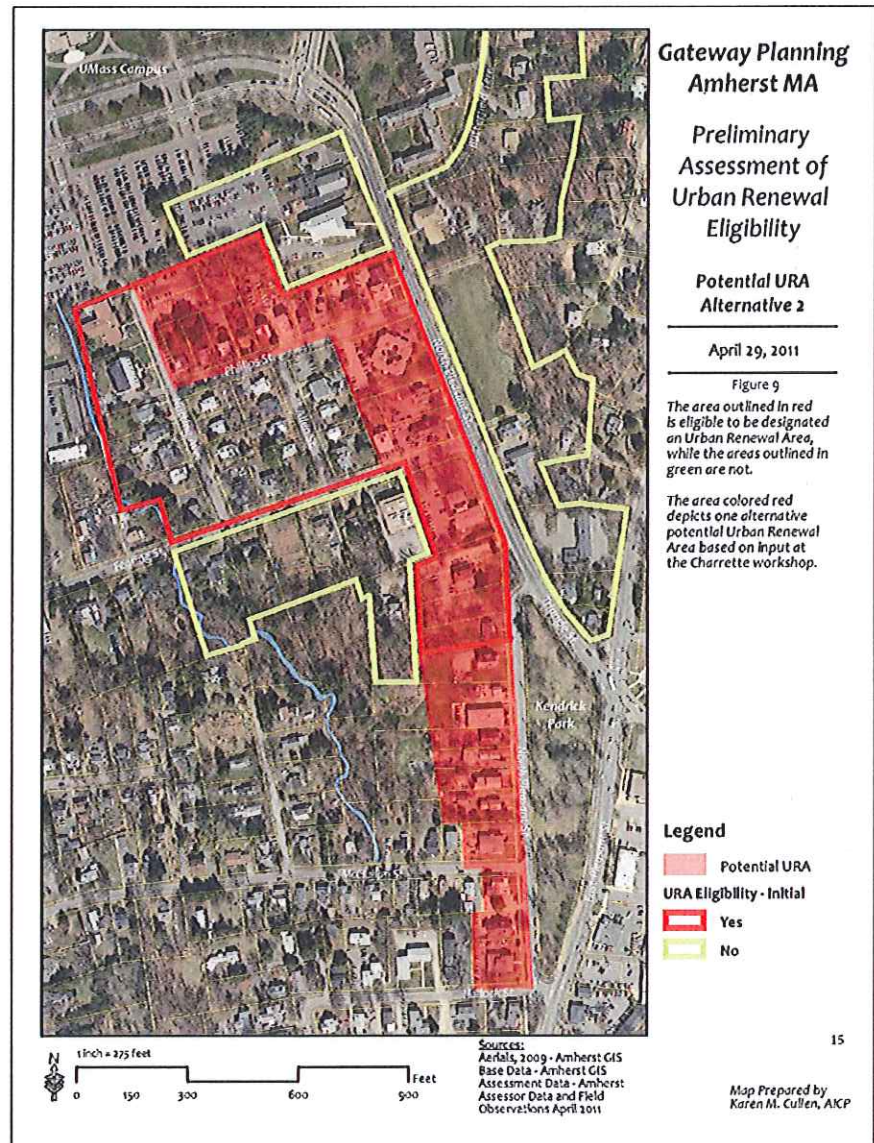 Gateway Planning
Amherst MA
Preliminary
Assessment of
Urban Renewal
Eligibility
Potential URA
Alternative 2
April 29, 2011
Figure 9
The area outlined in red
is eligible to be designated
an Urban Renewal Area,
while the areas outlined in
green are not.
The area colored red
depicts one alternative
potential Urban Renewal
Area based on input at
the Charrette workshop.
UMass Campus
Phillips St
Kendrick
Park
Legend
Potential URA
URA Eligibility - Initial
Yes
No
15
N
1 inch = 275 feet
Feet
0 150 300 600 900
Sources:
Aerials, 2009 - Amherst GIS
Base Data - Amherst GIS
Assessment Data - Amherst
Assessor Data and Field
Observations April 2011
Map Prepared by
Karen M. Cullen, AICP